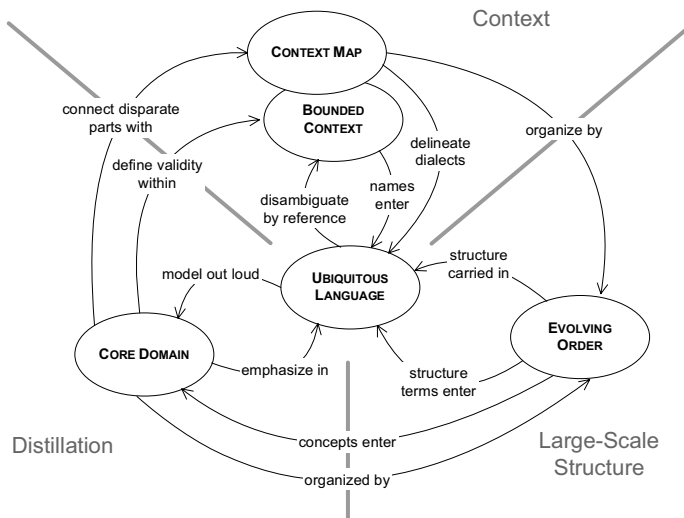 Context
CONTEXT MAP
connect disparate
parts with
BOUNDED
CONTEXT
delineate
dialects
organize by
define validity
within
disambiguate
by reference
names
enter
structure
carried in
model out loud
UBIQUITOUS
LANGUAGE
EVOLVING
ORDER
CORE DOMAIN
emphasize in
structure
terms enter
Distillation
concepts enter
Large-Scale
Structure
organized by